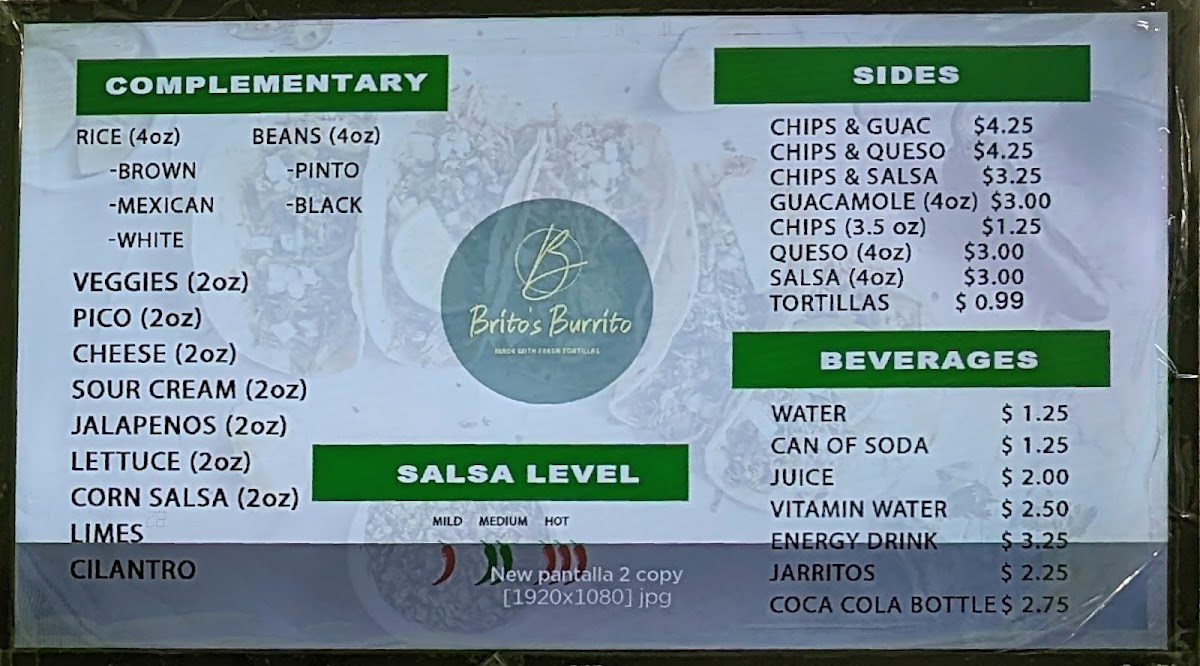 COMPLEMENTARY
RICE (4oz)
-BROWN
-MEXICAN
-WHITE
BEANS (4oz)
-PINTO
-BLACK
VEGGIES (2oz)
PICO (2oz)
CHEESE (2oz)
SOUR CREAM (2oz)
JALAPENOS (2oz)
LETTUCE (2oz)
CORN SALSA (2oz)
LIMES
CILANTRO
B
Brito's Burrito
MADE WITH FRESH TORTILLAS
SALSA LEVEL
MILD MEDIUM HOT
New pantalla 2 copy
[1920x1080] jpg
SIDES
CHIPS & GUAC $4.25
CHIPS & QUESO $4.25
CHIPS & SALSA $3.25
GUACAMOLE (4oz) $3.00
CHIPS (3.5 oz) $1.25
QUESO (4oz) $3.00
SALSA (4oz) $3.00
TORTILLAS $ 0.99
BEVERAGES
WATER $ 1.25
CAN OF SODA $ 1.25
JUICE $ 2.00
VITAMIN WATER $ 2.50
ENERGY DRINK $ 3.25
JARRITOS $ 2.25
COCA COLA BOTTLE $ 2.75